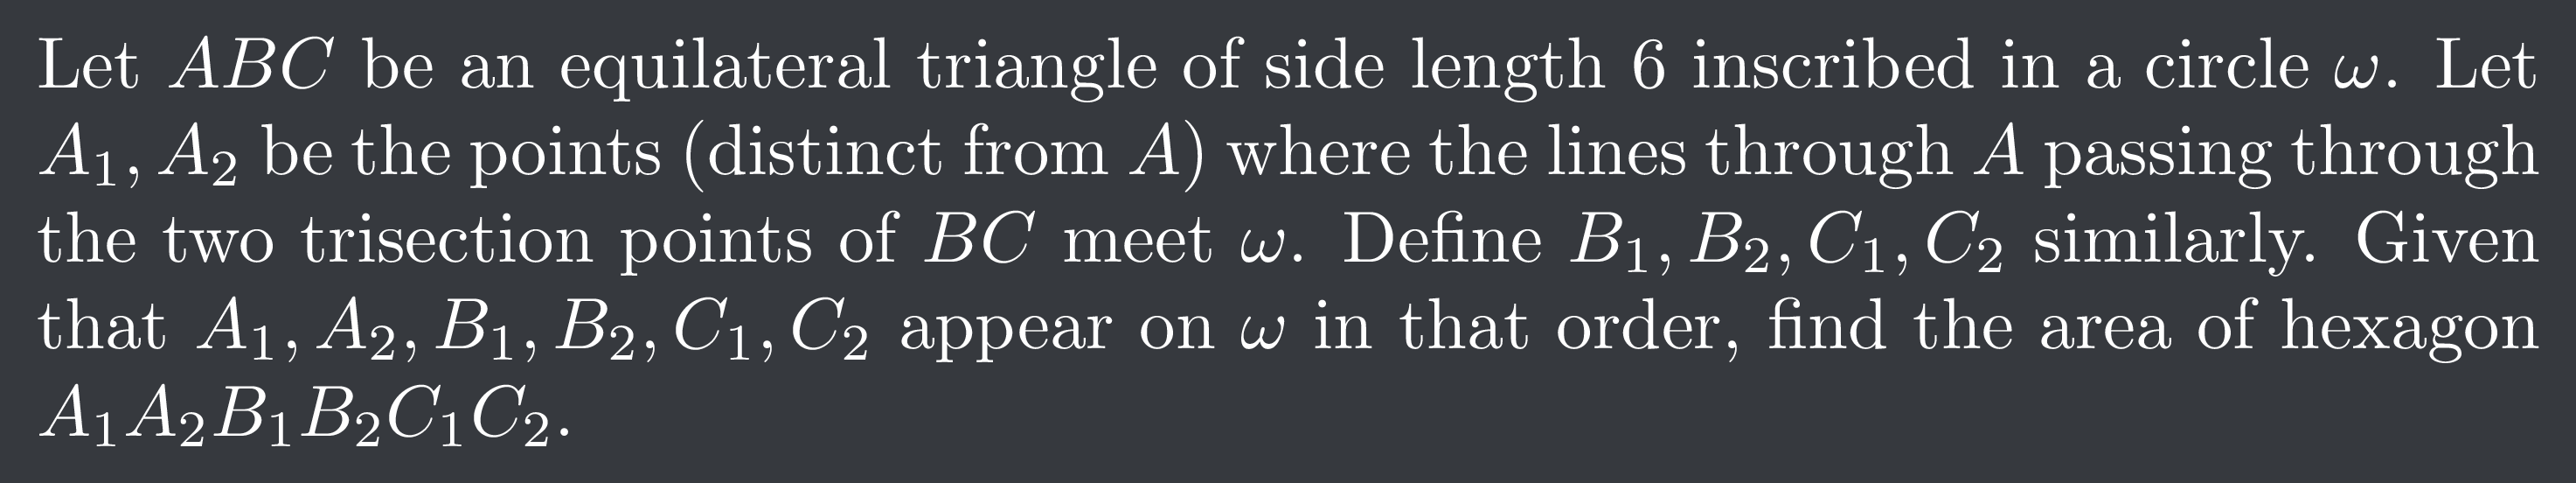 Let ABC be an equilateral triangle of side length 6 inscribed in a circle ω. Let
A₁, A₂ be the points (distinct from A) where the lines through A passing through
the two trisection points of BC meet ω. Define B₁, B₂, C₁, C₂ similarly. Given
that A₁, A₂, B₁, B₂, C₁, C₂ appear on ω in that order, find the area of hexagon
A₁A₂B₁B₂C₁C₂.